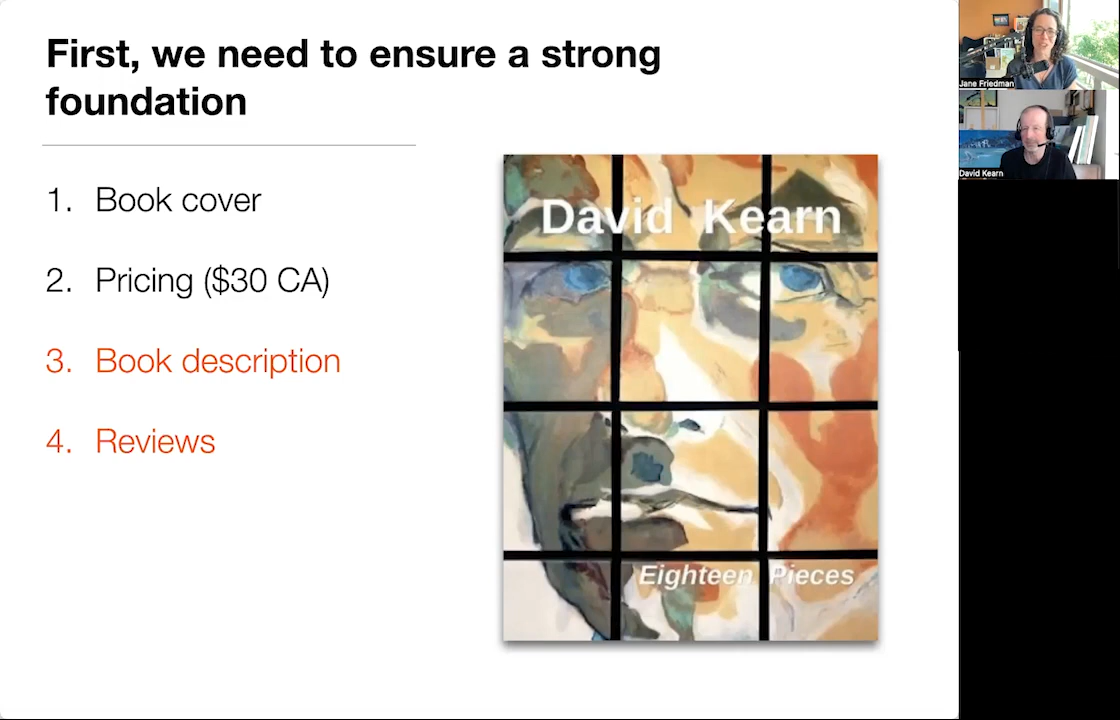 First, we need to ensure a strong
foundation
1. Book cover
2. Pricing ($30 CA)
3. Book description
4. Reviews
David Kearn
Eighteen Pieces
Jane Friedman
David Kearn